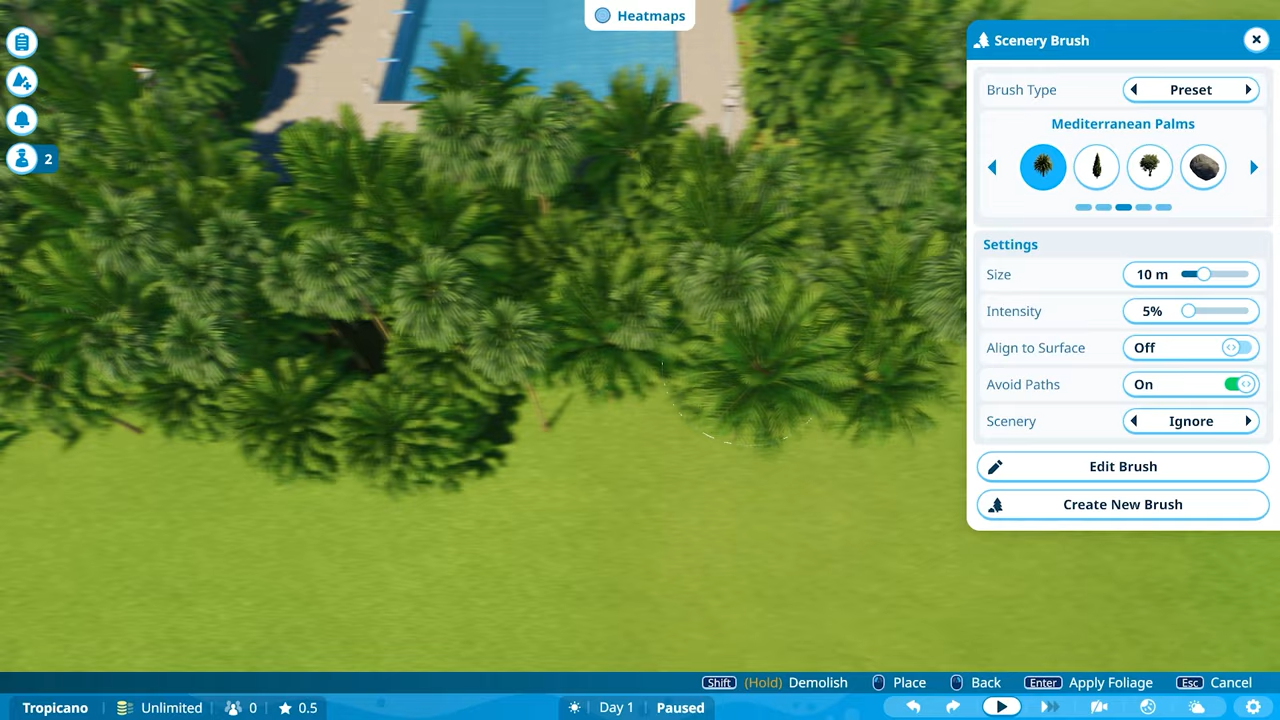 Heatmaps
2
Scenery Brush
Brush Type
Preset
Mediterranean Palms
Settings
Size
10 m
Intensity
5%
Align to Surface
Off
Avoid Paths
On
Scenery
Ignore
Edit Brush
Create New Brush
Shift (Hold) Demolish Place Back Enter Apply Foliage Esc Cancel
Tropicano Unlimited 0 0.5 Day 1 Paused